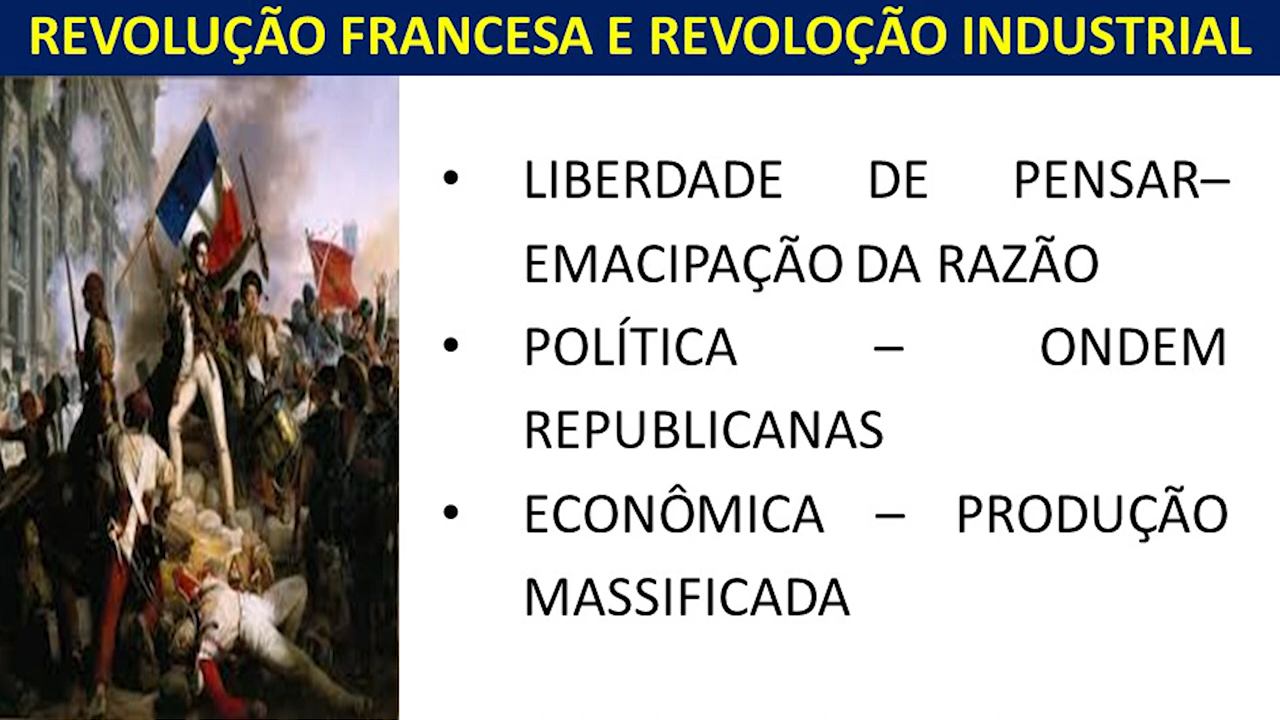 REVOLUÇÃO FRANCESA E REVOLOÇÃO INDUSTRIAL
• LIBERDADE DE PENSAR–
EMACIPAÇÃO DA RAZÃO
• POLÍTICA – ONDEM
REPUBLICANAS
• ECONÔMICA – PRODUÇÃO
MASSIFICADA